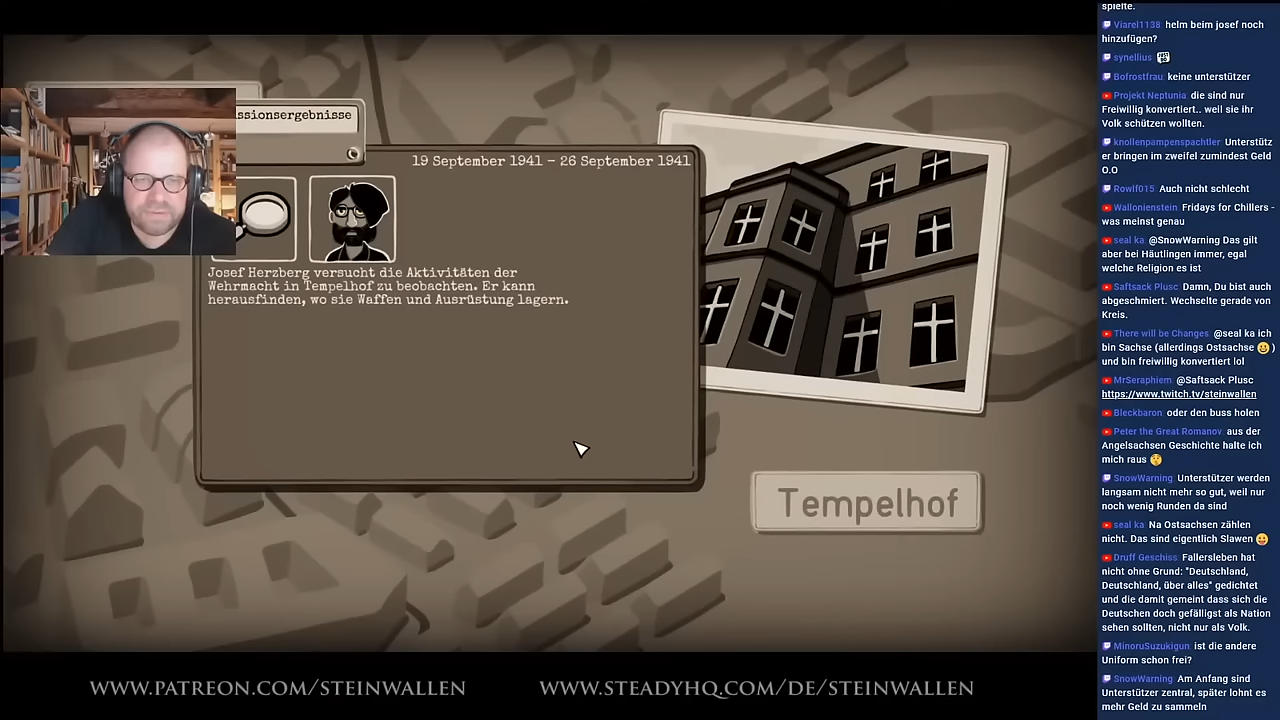 ssionsergebnisse
19 September 1941 - 26 September 1941
Josef Herzberg versucht die Aktivitäten der
Wehrmacht in Tempelhof zu beobachten. Er kann
herausfinden, wo sie Waffen und Ausrüstung lagern.
Tempelhof
WWW.PATREON.COM/STEINWALLEN
WWW.STEADYHQ.COM/DE/STEINWALLEN
spielte.
Viarel1138 helm beim josef noch
hinzufügen?
synellius
Bofrostfrau keine unterstützer
Projekt Neptunia die sind nur
Freiwillig konvertiert.. weil sie ihr
Volk schützen wollten.
knollenpampenspachtler Unterstütz
er bringen im zweifel zumindest Geld
O.O
Rowlf015 Auch nicht schlecht
Wallonienstein Fridays for Chillers -
was meinst genau
seal ka @SnowWarning Das gilt
aber bei Häutlingen immer, egal
welche Religion es ist
Saftsack Plusc Damn, Du bist auch
abgeschmiert. Wechselte gerade von
Kreis.
There will be Changes @seal ka ich
bin Sachse (allerdings Ostsachse 😀 )
und bin freiwillig konvertiert lol
MrSeraphiem @Saftsack Plusc
https://www.twitch.tv/steinwallen
Bleckbaron oder den buss holen
Peter the Great Romanov aus der
Angelsachsen Geschichte halte ich
mich raus 🤫
SnowWarning Unterstützer werden
langsam nicht mehr so gut, weil nur
noch wenig Runden da sind
seal ka Na Ostsachsen zählen
nicht. Das sind eigentlich Slawen 😛
Druff Geschiss Fallersleben hat
nicht ohne Grund: "Deutschland,
Deutschland, über alles" gedichtet
und die damit gemeint dass sich die
Deutschen doch gefälligst als Nation
sehen sollten, nicht nur als Volk.
MinoruSuzukigun ist die andere
Uniform schon frei?
SnowWarning Am Anfang sind
Unterstützer zentral, später lohnt es
mehr Geld zu sammeln